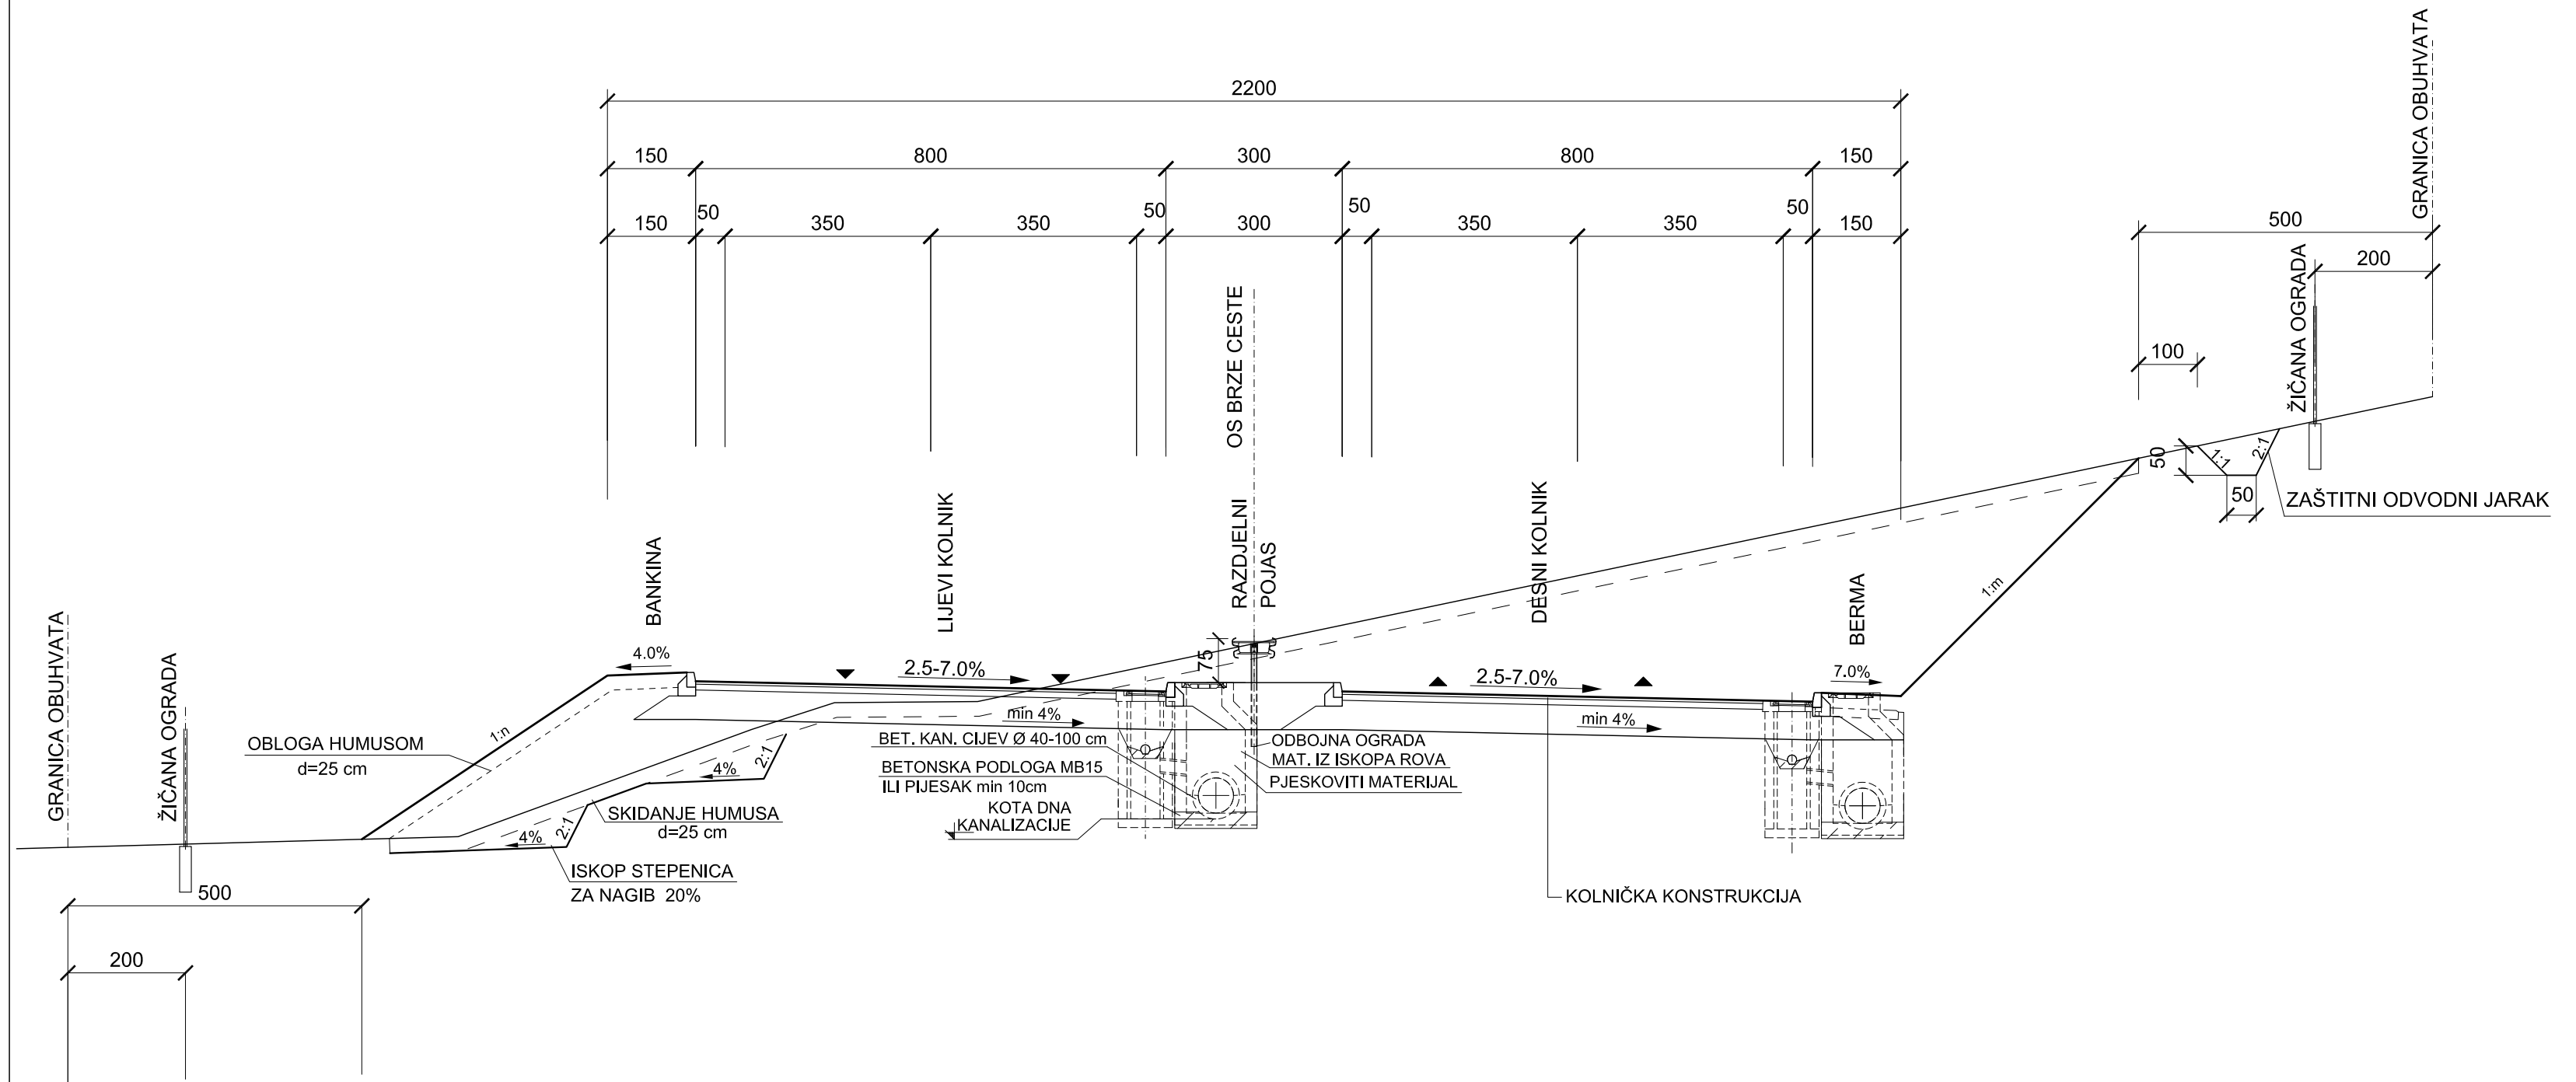 2200
150 800 300 800 150
150 50 350 350 50 300 50 350 350 50 150
500
200
100
GRANICA OBUHVATA
ŽIČANA OGRADA
50
1:1
2:1
50
ZAŠTITNI ODVODNI JARAK
OS BRZE CESTE
BANKINA
LIJEVI KOLNIK
RAZDJELNI
POJAS
DESNI KOLNIK
BERMA
1:m
GRANICA OBUHVATA
ŽIČANA OGRADA
4.0%
2.5-7.0%
75
2.5-7.0%
7.0%
1:n
OBLOGA HUMUSOM
d=25 cm
min 4%
min 4%
BET. KAN. CIJEV Ø 40-100 cm
BETONSKA PODLOGA MB15
ILI PIJESAK min 10cm
KOTA DNA
KANALIZACIJE
ODBOJNA OGRADA
MAT. IZ ISKOPA ROVA
PJESKOVITI MATERIJAL
4%
2:1
SKIDANJE HUMUSA
d=25 cm
4%
2:1
ISKOP STEPENICA
ZA NAGIB 20%
KOLNIČKA KONSTRUKCIJA
500
200